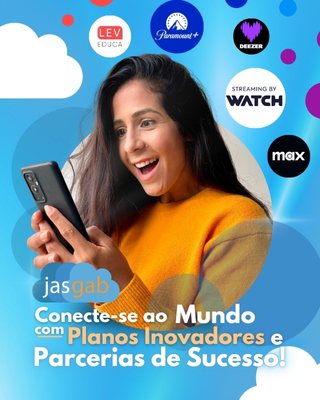 LEV
EDUCA
Paramount+
DEEZER
STREAMING BY
WATCH
max
jasgab
Conecte-se ao Mundo
com Planos Inovadores e
Parcerias de Sucesso!